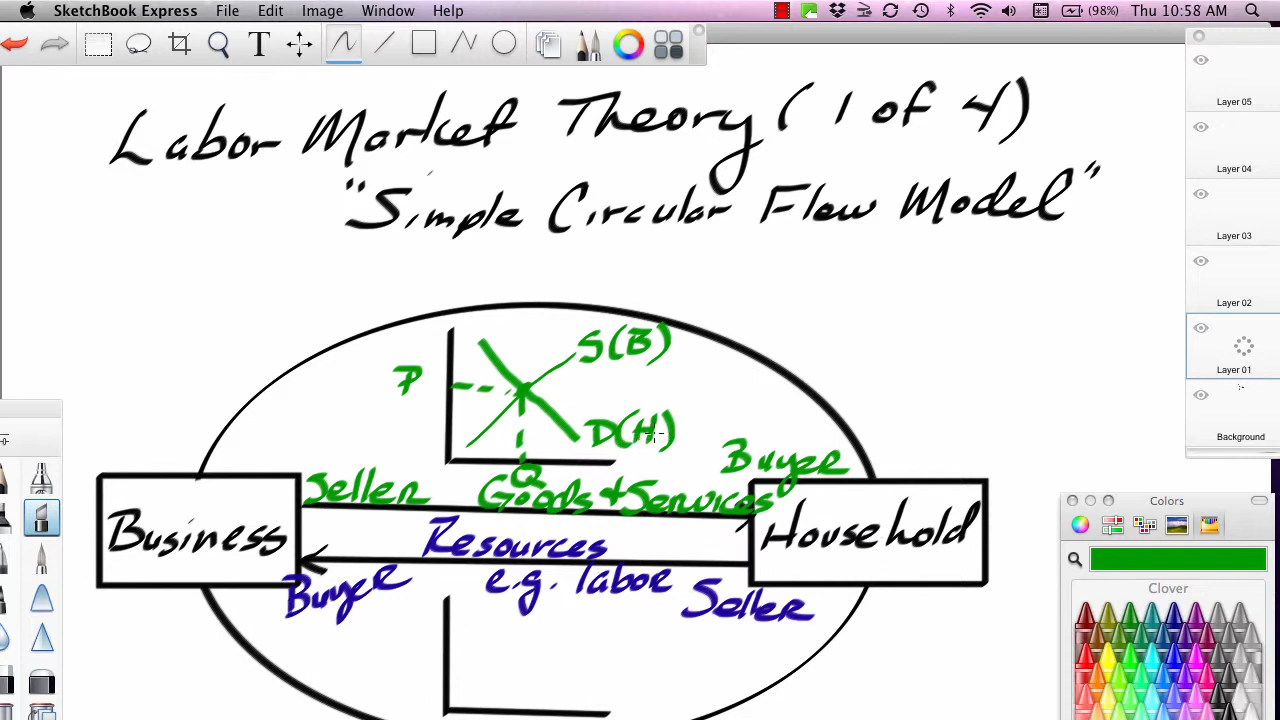 SketchBook Express File Edit Image Window Help (98%) Thu 10:58 AM
T
Layer 05
Layer 04
Layer 03
Layer 02
Layer 01
Background
Labor Market Theory (1 of 4)
"Simple Circular Flow Model"
S(B)
P
D(H)
Q
Buyer
Seller
Goods + Services
Business
Household
Resources
e.g. labor
Buyer
Seller
Colors
Clover